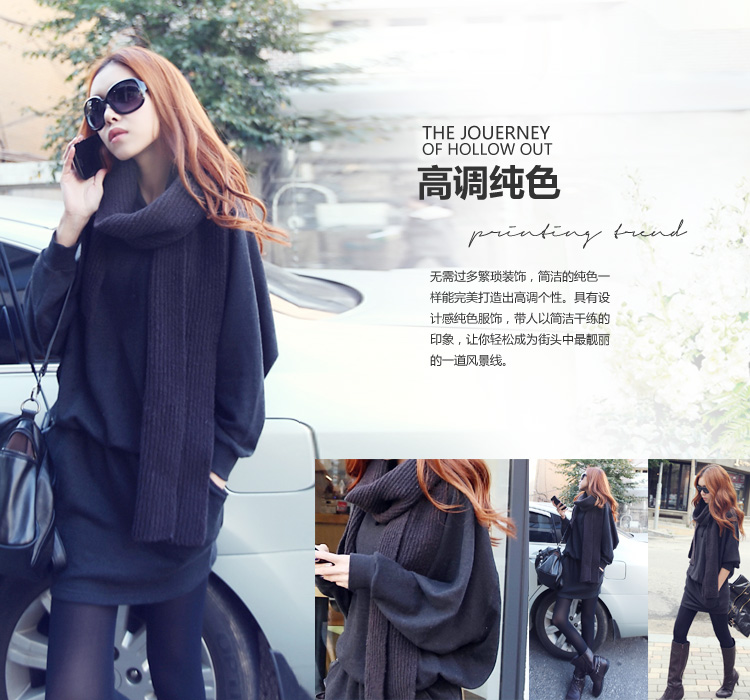 THE JOUERNEY
OF HOLLOW OUT
高调纯色
printing trend
无需过多繁琐装饰，简洁的纯色一
样能完美打造出高调个性。具有设
计感纯色服饰，带人以简洁干练的
印象，让你轻松成为街头中最靓丽
的一道风景线。